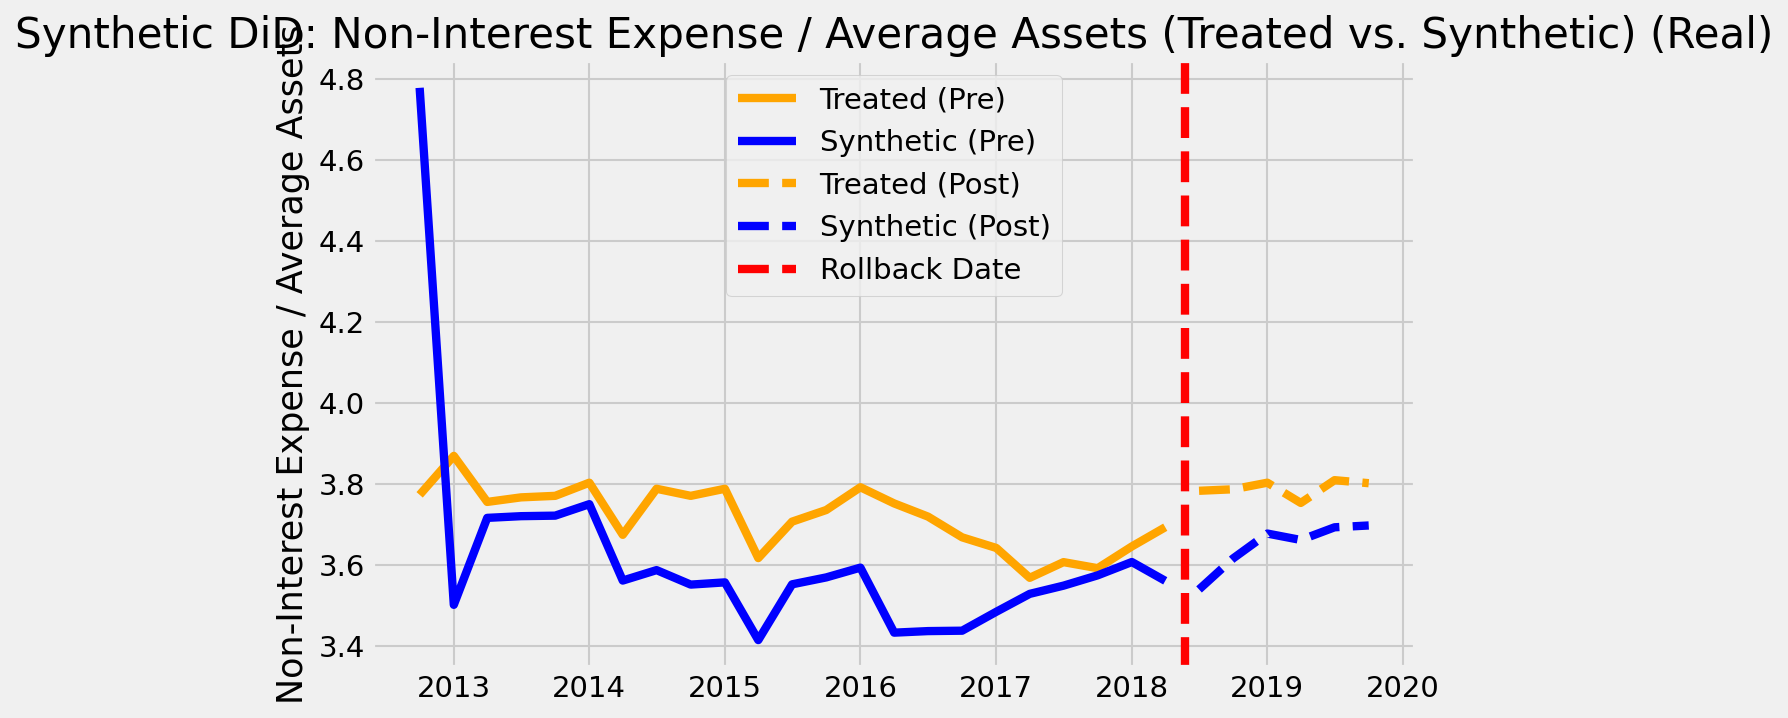 Synthetic DiD: Non-Interest Expense / Average Assets (Treated vs. Synthetic) (Real)
Non-Interest Expense / Average Assets
4.8
4.6
4.4
4.2
4.0
3.8
3.6
3.4
Treated (Pre)
Synthetic (Pre)
Treated (Post)
Synthetic (Post)
Rollback Date
2013
2014
2015
2016
2017
2018
2019
2020